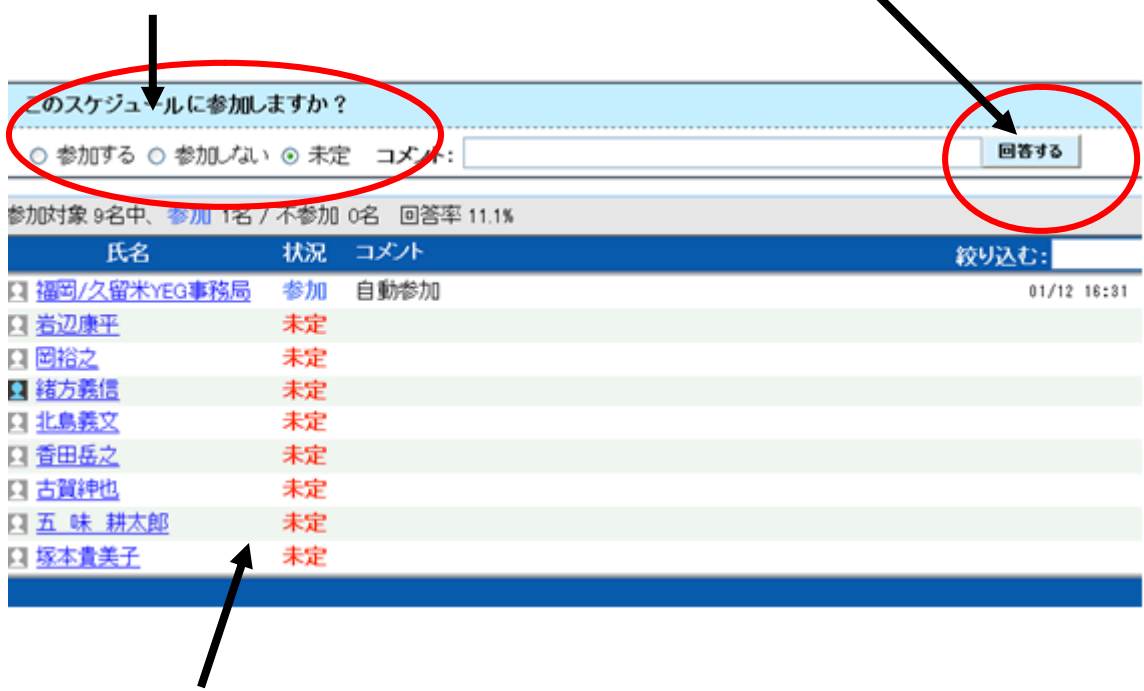 このスケジュールに参加しますか？
参加する 参加しない 未定 コメント: 回答する
参加対象 9名中、 参加 1名 / 不参加 0名 回答率 11.1%
氏名 状況 コメント 絞り込む:
福岡/久留米YEG事務局 参加 自動参加 01/12 16:31
岩辺康平 未定
岡裕之 未定
緒方義信 未定
北島義文 未定
香田岳之 未定
古賀紳也 未定
五 味 耕太郎 未定
塚本貴美子 未定